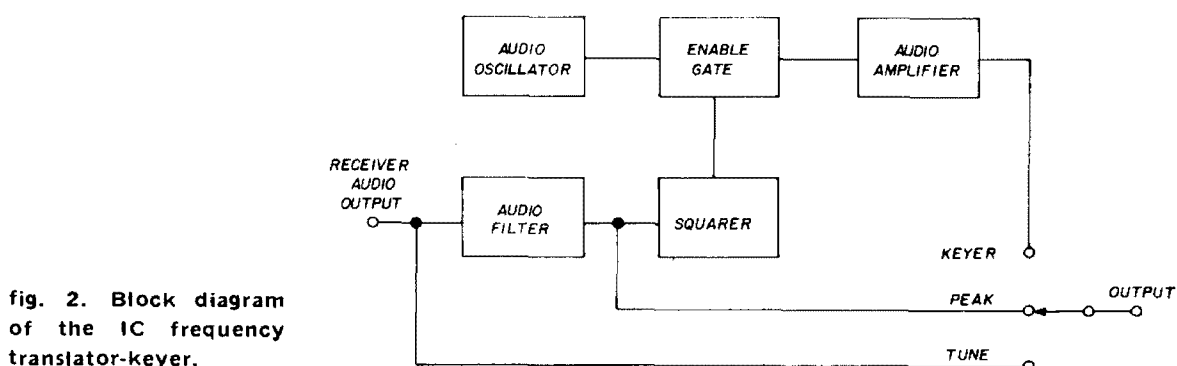 AUDIO
OSCILLATOR
ENABLE
GATE
AUDIO
AMPLIFIER
RECEIVER
AUDIO
OUTPUT
AUDIO
FILTER
SQUARER
KEYER
PEAK
OUTPUT
TUNE
fig. 2. Block diagram
of the IC frequency
translator-keyer.